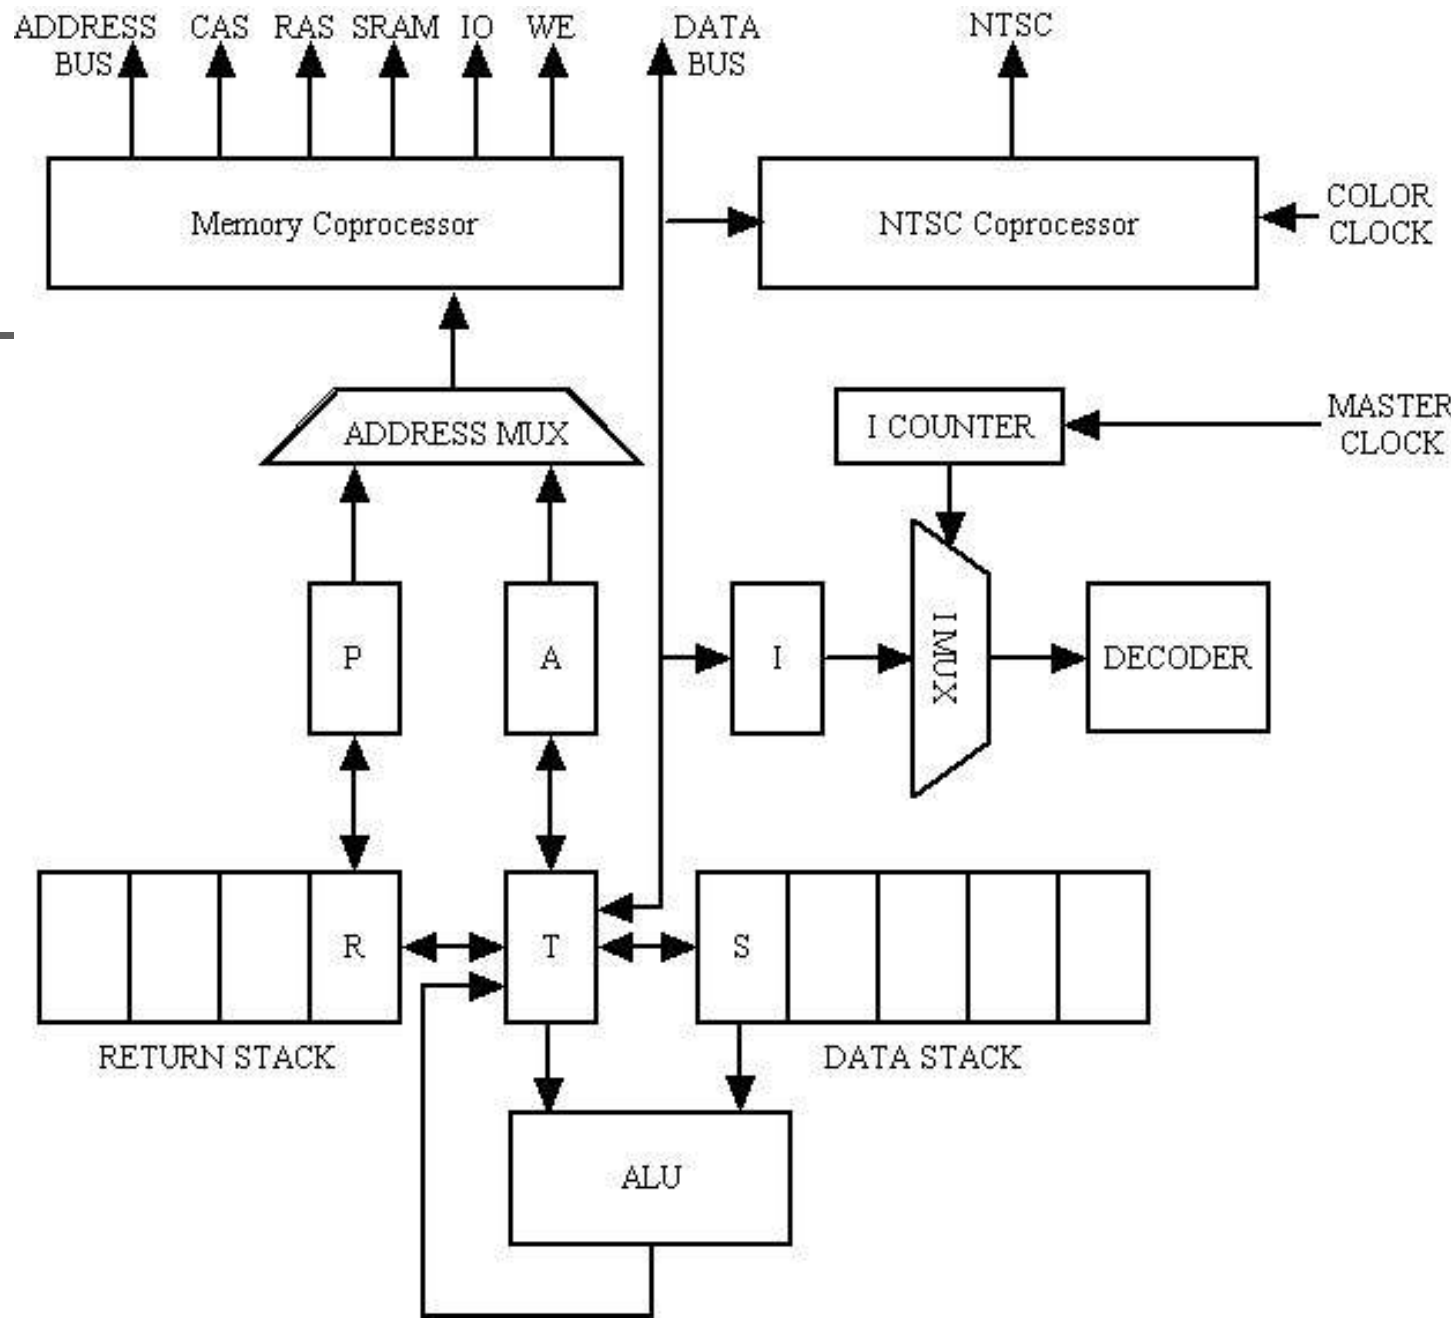 ADDRESS
BUS
CAS
RAS
SRAM
IO
WE
DATA
BUS
NTSC
Memory Coprocessor
NTSC Coprocessor
COLOR
CLOCK
ADDRESS MUX
I COUNTER
MASTER
CLOCK
P
A
I
I MUX
DECODER
R
T
S
RETURN STACK
DATA STACK
ALU